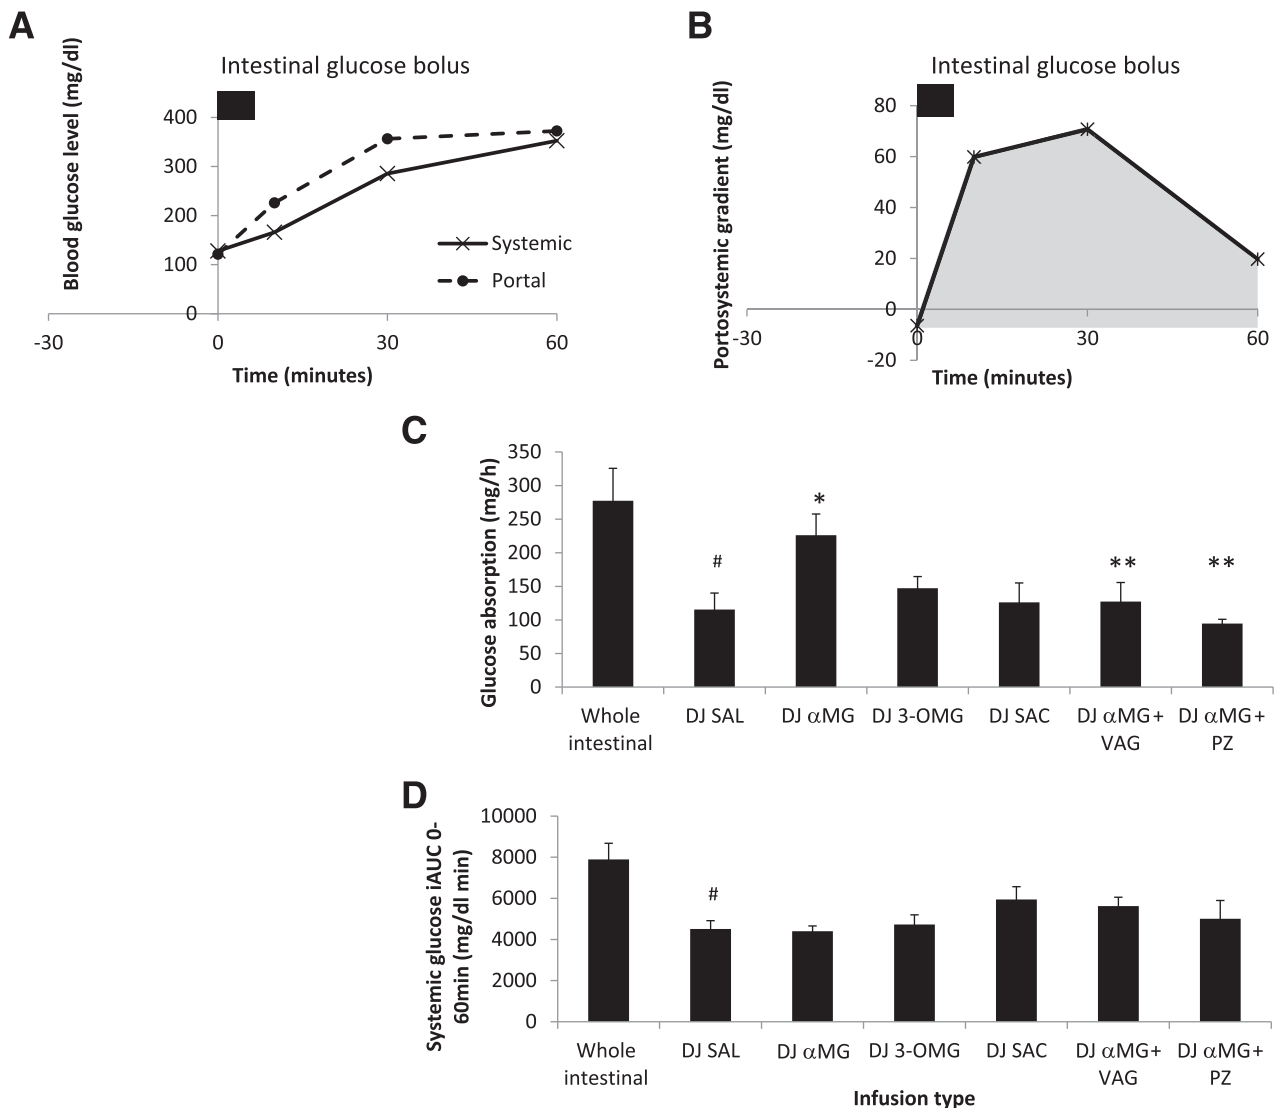 A
Intestinal glucose bolus
Blood glucose level (mg/dl)
400
300
200
100
0
-30
0
30
60
Systemic
Portal
Time (minutes)
B
Intestinal glucose bolus
Portosystemic gradient (mg/dl)
80
60
40
20
0
-20
-30
0
30
60
Time (minutes)
C
Glucose absorption (mg/h)
350
300
250
200
150
100
50
0
#
*
**
**
Whole intestinal
DJ SAL
DJ αMG
DJ 3-OMG
DJ SAC
DJ αMG+ VAG
DJ αMG+ PZ
D
Systemic glucose iAUC 0-
60min (mg/dl min)
10000
8000
6000
4000
2000
0
#
Whole intestinal
DJ SAL
DJ αMG
DJ 3-OMG
DJ SAC
DJ αMG+ VAG
DJ αMG+ PZ
Infusion type